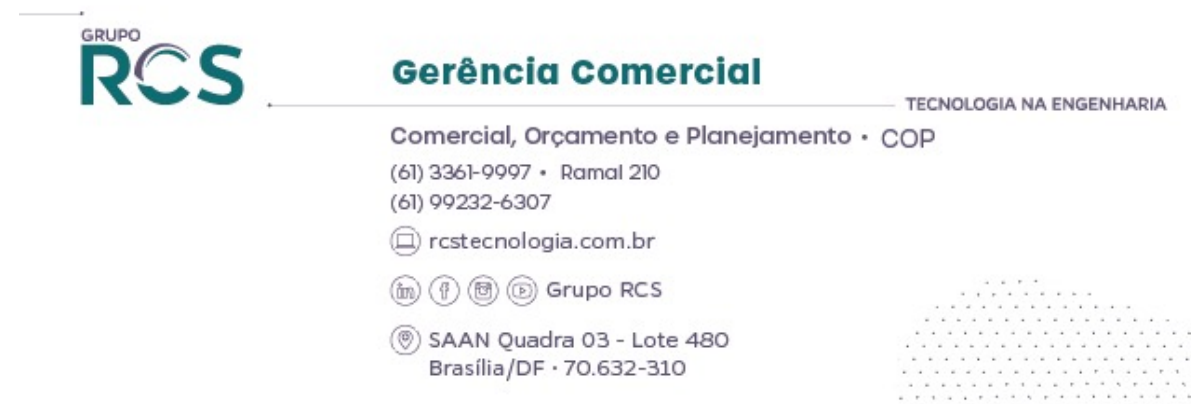 GRUPO
RCS
Gerência Comercial
TECNOLOGIA NA ENGENHARIA
Comercial, Orçamento e Planejamento • COP
(61) 3361-9997 • Ramal 210
(61) 99232-6307
rcstecnologia.com.br
in f Grupo RCS
SAAN Quadra 03 - Lote 480
Brasília/DF · 70.632-310